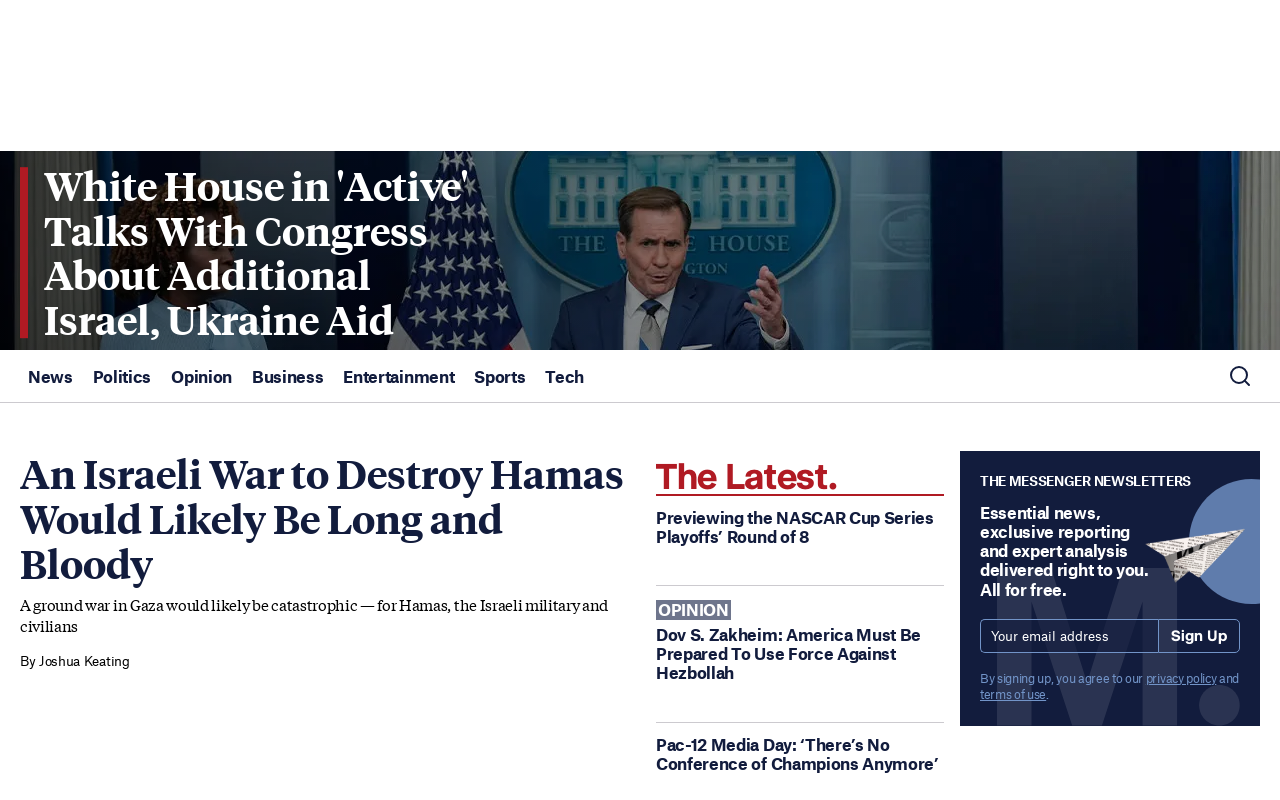 White House in 'Active'
Talks With Congress
About Additional
Israel, Ukraine Aid
News Politics Opinion Business Entertainment Sports Tech
An Israeli War to Destroy Hamas
Would Likely Be Long and
Bloody
A ground war in Gaza would likely be catastrophic — for Hamas, the Israeli military and
civilians
By Joshua Keating
The Latest.
Previewing the NASCAR Cup Series
Playoffs’ Round of 8
OPINION
Dov S. Zakheim: America Must Be
Prepared To Use Force Against
Hezbollah
Pac-12 Media Day: ‘There’s No
Conference of Champions Anymore’
THE MESSENGER NEWSLETTERS
Essential news,
exclusive reporting
and expert analysis
delivered right to you.
All for free.
Your email address Sign Up
By signing up, you agree to our privacy policy and
terms of use.
M.